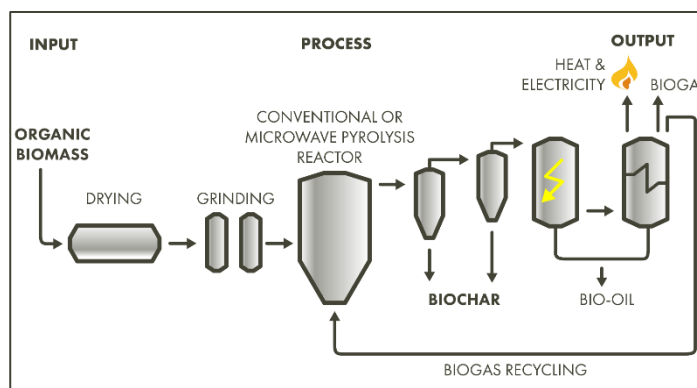 INPUT
PROCESS
OUTPUT
HEAT &
ELECTRICITY
BIOGA
CONVENTIONAL OR
MICROWAVE PYROLYSIS
REACTOR
ORGANIC
BIOMASS
DRYING
GRINDING
BIOCHAR
BIO-OIL
BIOGAS RECYCLING